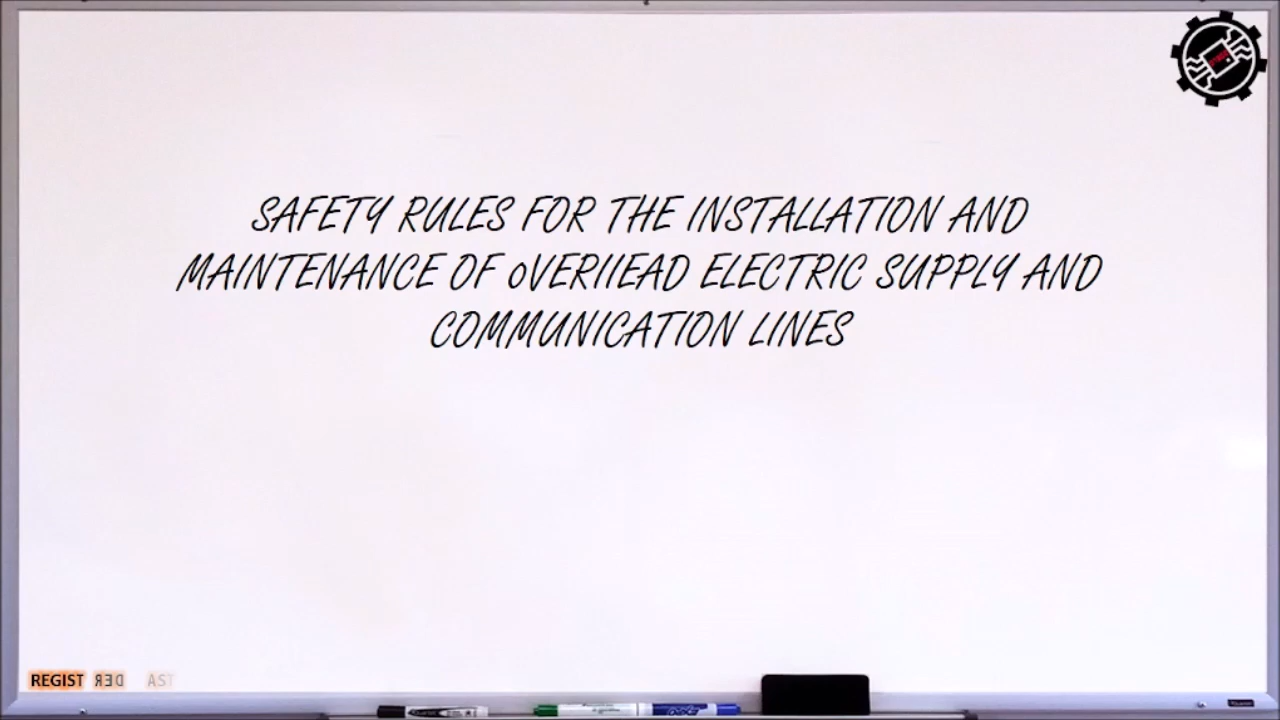 SAFETY RULES FOR THE INSTALLATION AND
MAINTENANCE OF oVERIIEAD ELECTRIC SUPPLY AND
COMMUNICATION LINES
REGIST